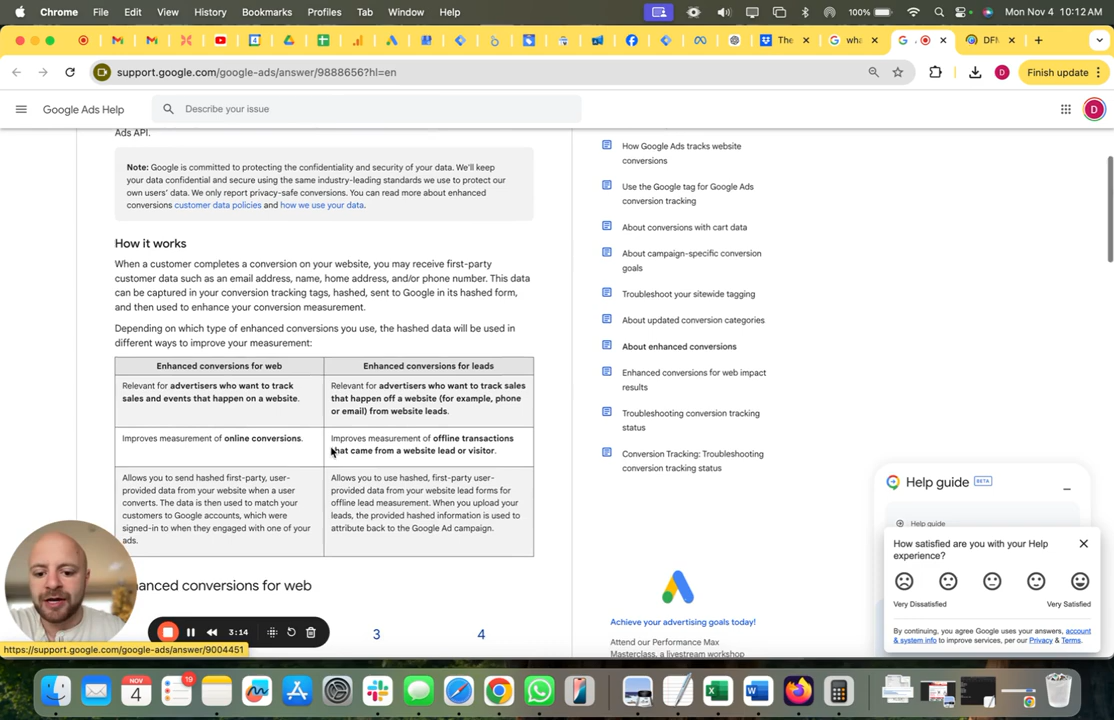 Chrome File Edit View History Bookmarks Profiles Tab Window Help 100% Mon Nov 4 10:12 AM
The wha G DFN
support.google.com/google-ads/answer/9888656?hl=en D Finish update
Google Ads Help Describe your issue D
Ads API.
Note: Google is committed to protecting the confidentiality and security of your data. We'll keep
your data confidential and secure using the same industry-leading standards we use to protect our
own users' data. We only report privacy-safe conversions. You can read more about enhanced
conversions customer data policies and how we use your data.
How it works
When a customer completes a conversion on your website, you may receive first-party
customer data such as an email address, name, home address, and/or phone number. This data
can be captured in your conversion tracking tags, hashed, sent to Google in its hashed form,
and then used to enhance your conversion measurement.
Depending on which type of enhanced conversions you use, the hashed data will be used in
different ways to improve your measurement:
Enhanced conversions for web
Enhanced conversions for leads
Relevant for advertisers who want to track
sales and events that happen on a website.
Relevant for advertisers who want to track sales
that happen off a website (for example, phone
or email) from website leads.
Improves measurement of online conversions.
Improves measurement of offline transactions
that came from a website lead or visitor.
Allows you to send hashed first-party, user-
provided data from your website when a user
converts. The data is then used to match your
customers to Google accounts, which were
signed-in to when they engaged with one of your
ads.
Allows you to use hashed, first-party user-
provided data from your website lead forms for
offline lead measurement. When you upload your
leads, the provided hashed information is used to
attribute back to the Google Ad campaign.
hanced conversions for web
3:14
3 4
https://support.google.com/google-ads/answer/9004451
How Google Ads tracks website
conversions
Use the Google tag for Google Ads
conversion tracking
About conversions with cart data
About campaign-specific conversion
goals
Troubleshoot your sitewide tagging
About updated conversion categories
About enhanced conversions
Enhanced conversions for web impact
results
Troubleshooting conversion tracking
status
Conversion Tracking: Troubleshooting
conversion tracking status
Achieve your advertising goals today!
Attend our Performance Max
Masterclass, a livestream workshop
Help guide BETA
Help guide
How satisfied are you with your Help
experience?
Very Dissatisfied Very Satisfied
By continuing, you agree Google uses your answers, account
& system info to improve services, per our Privacy & Terms.
NOV
4
19